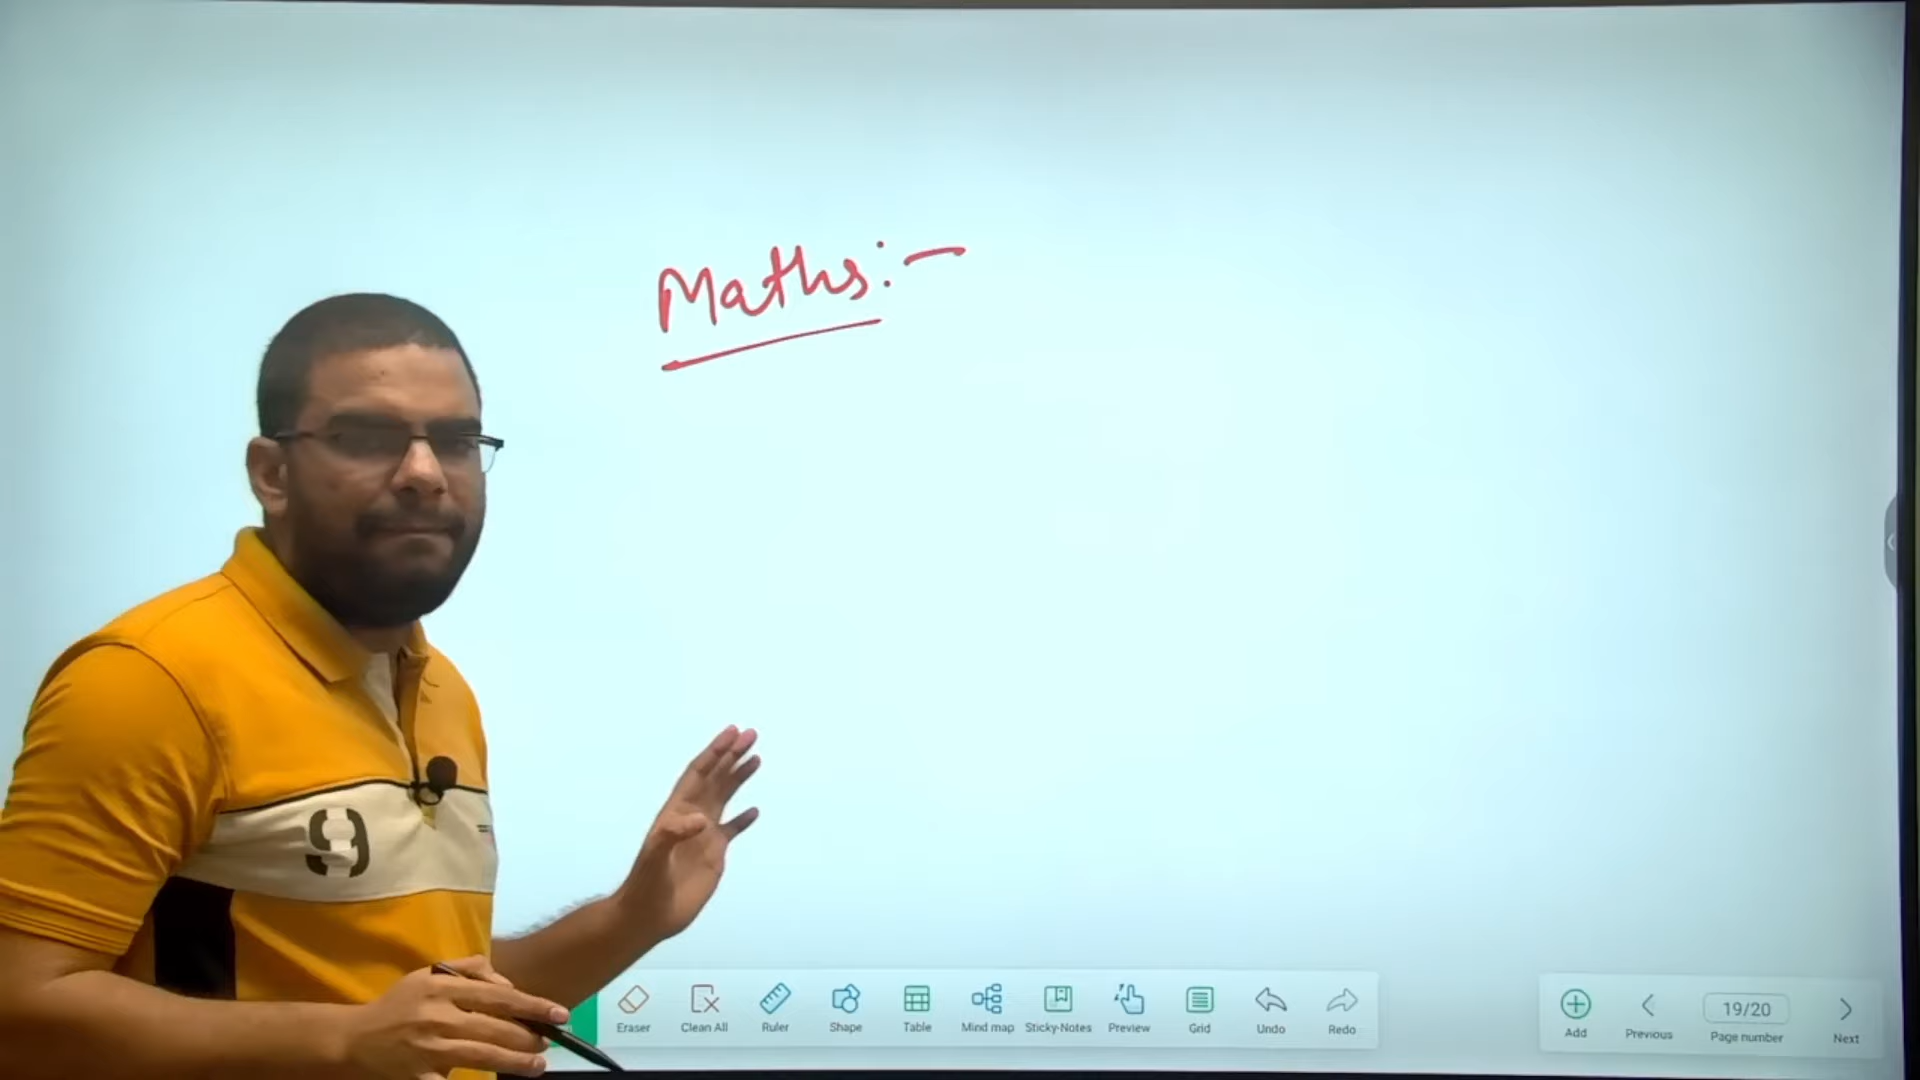 Maths:-
9
Eraser
Clean All
Ruler
Shape
Table
Mind map
Sticky-Notes
Preview
Grid
Undo
Redo
Add
Previous
19/20
Page number
Next